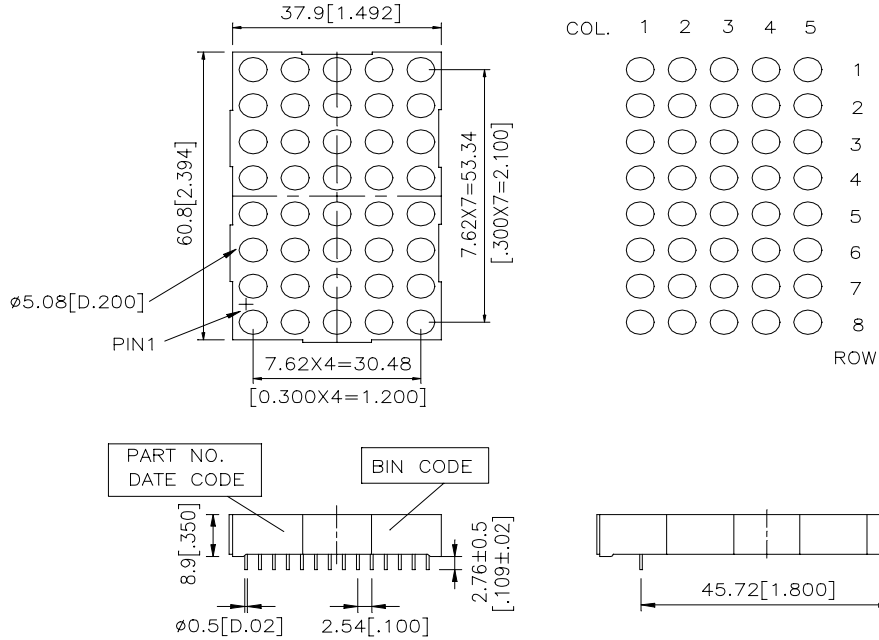 37.9[1.492]
60.8[2.394]
7.62X7=53.34
[.300X7=2.100]
ø5.08[D.200]
PIN1
7.62X4=30.48
[0.300X4=1.200]
COL. 1 2 3 4 5
1
2
3
4
5
6
7
8
ROW
PART NO.
DATE CODE
BIN CODE
8.9[.350]
2.76±0.5
[.109±.02]
ø0.5[D.02]
2.54[.100]
45.72[1.800]